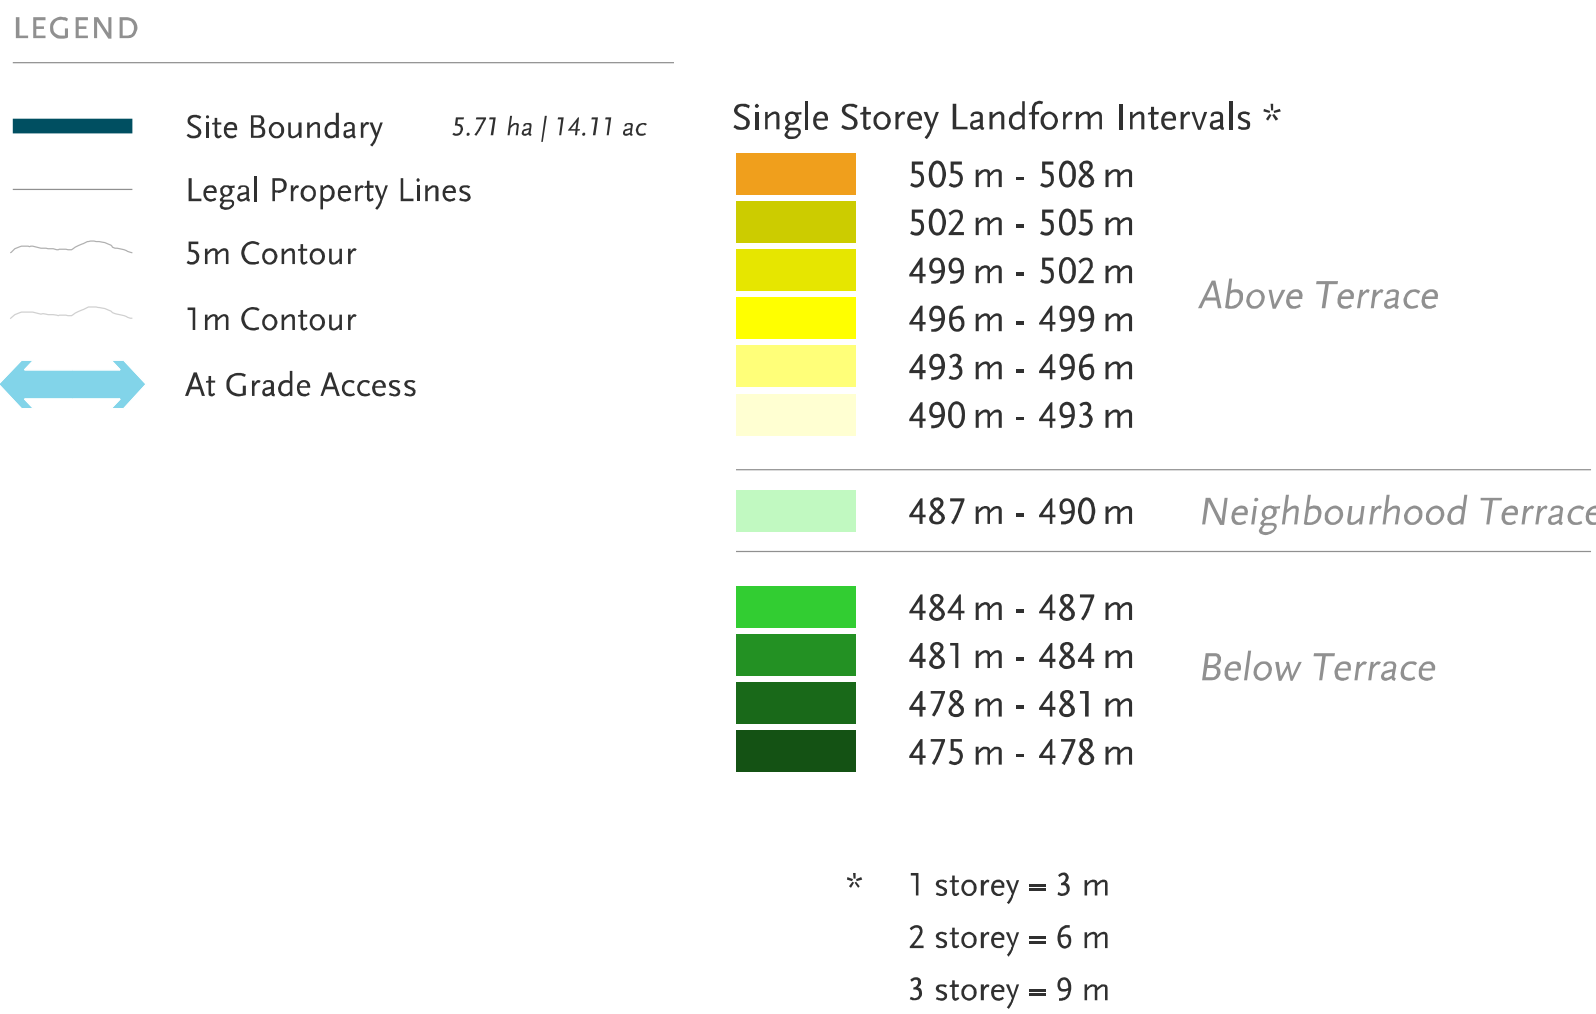 LEGEND
Site Boundary 5.71 ha | 14.11 ac
Legal Property Lines
5m Contour
1m Contour
At Grade Access
Single Storey Landform Intervals *
505 m - 508 m
502 m - 505 m
499 m - 502 m
Above Terrace
496 m - 499 m
493 m - 496 m
490 m - 493 m
487 m - 490 m Neighbourhood Terrace
484 m - 487 m
481 m - 484 m
Below Terrace
478 m - 481 m
475 m - 478 m
* 1 storey = 3 m
2 storey = 6 m
3 storey = 9 m